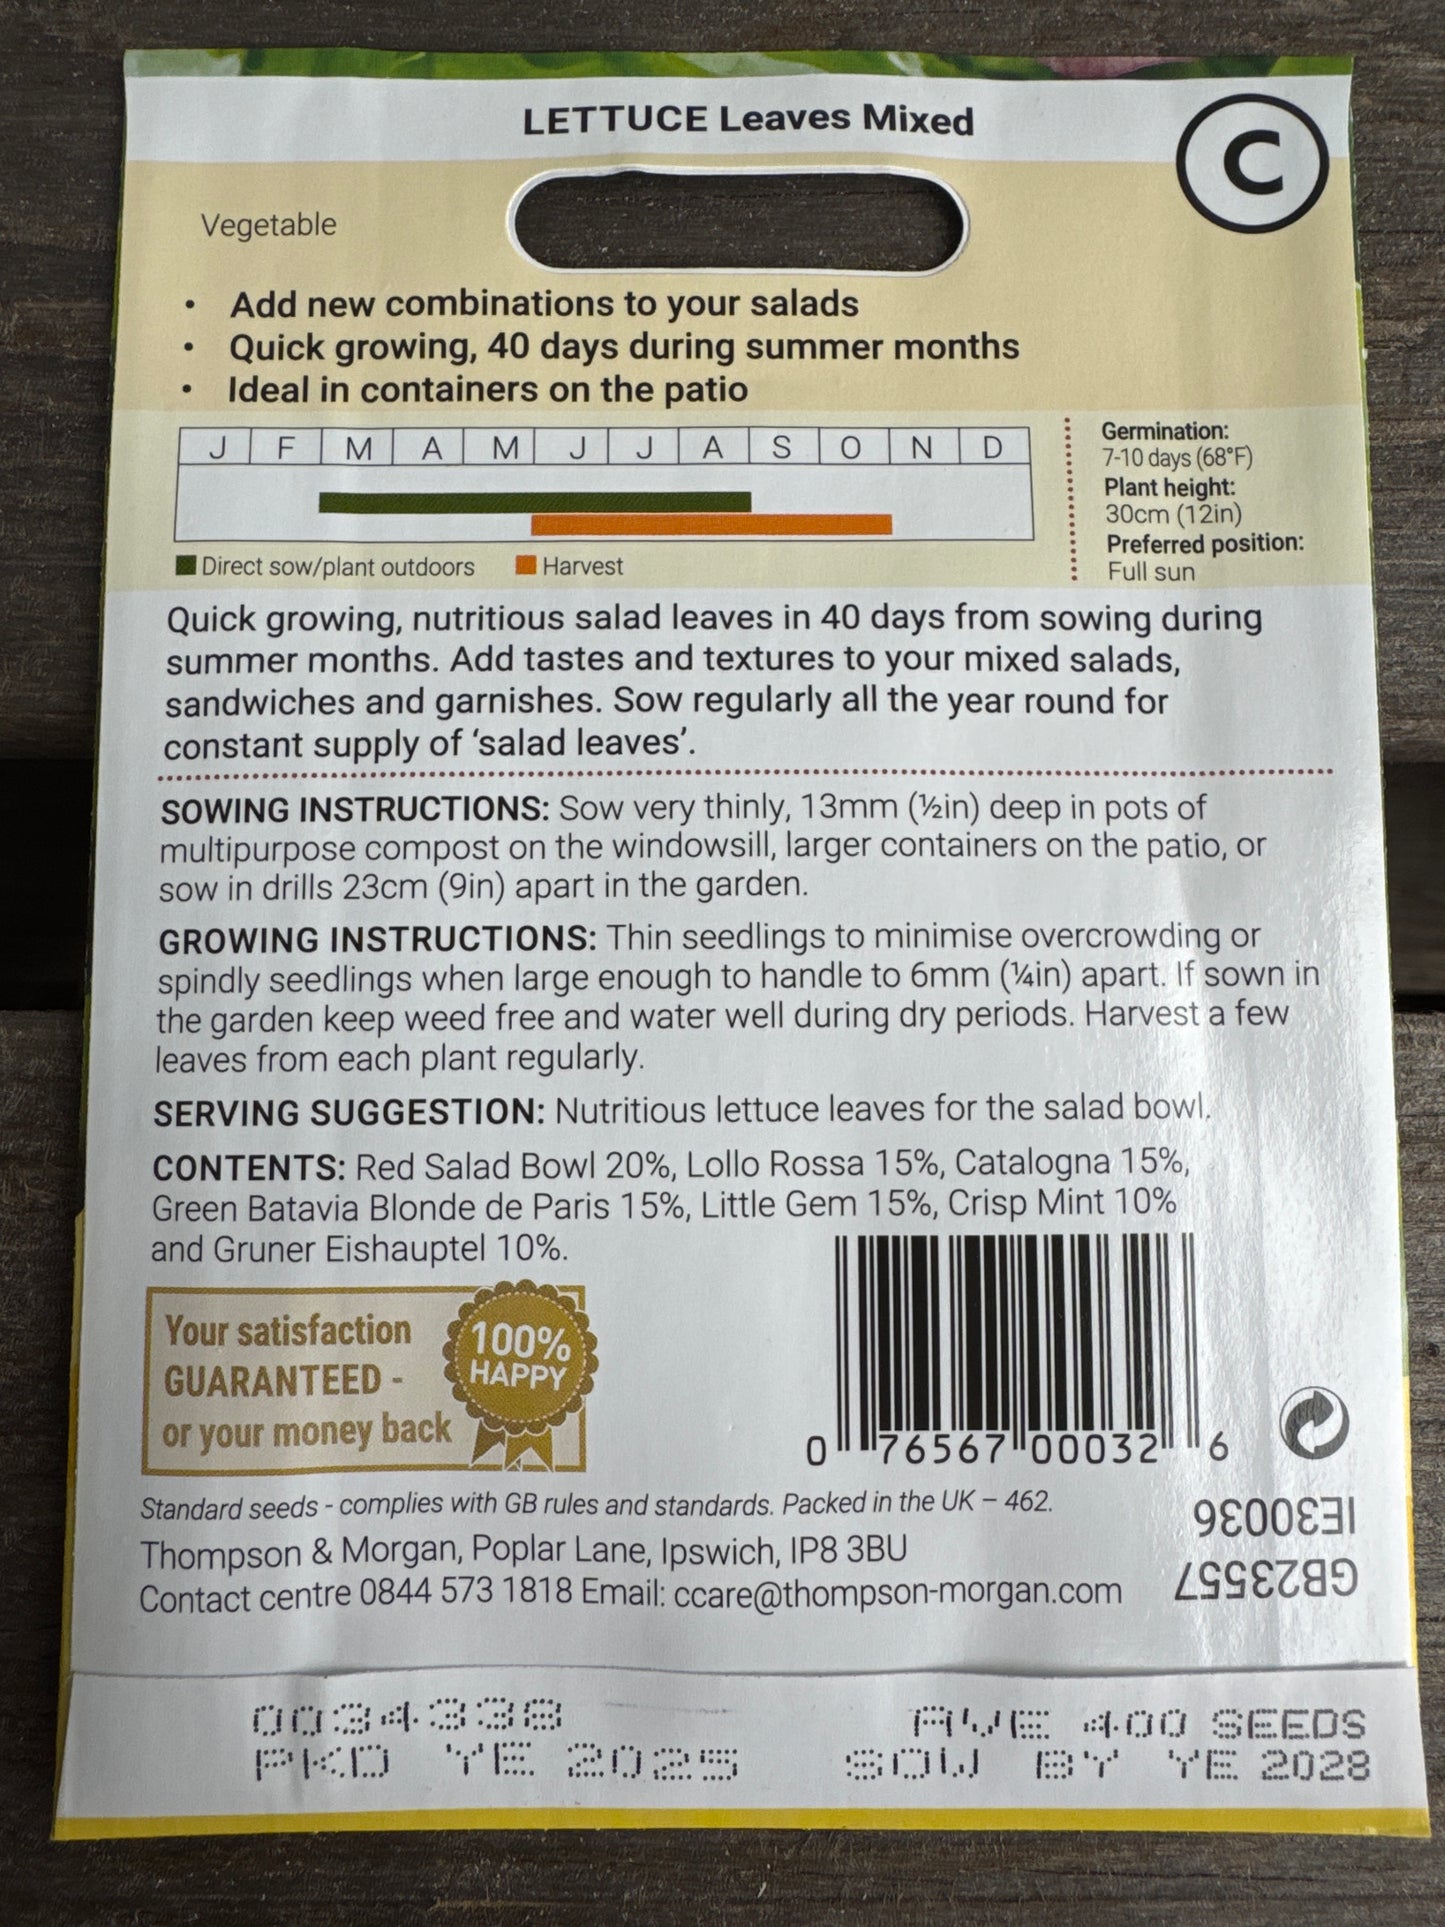 LETTUCE Leaves Mixed
C
Vegetable
• Add new combinations to your salads
• Quick growing, 40 days during summer months
• Ideal in containers on the patio
J F M A M J J A S O N D
Direct sow/plant outdoors Harvest
Germination:
7-10 days (68°F)
Plant height:
30cm (12in)
Preferred position:
Full sun
Quick growing, nutritious salad leaves in 40 days from sowing during
summer months. Add tastes and textures to your mixed salads,
sandwiches and garnishes. Sow regularly all the year round for
constant supply of ‘salad leaves’.
SOWING INSTRUCTIONS: Sow very thinly, 13mm (½in) deep in pots of
multipurpose compost on the windowsill, larger containers on the patio, or
sow in drills 23cm (9in) apart in the garden.
GROWING INSTRUCTIONS: Thin seedlings to minimise overcrowding or
spindly seedlings when large enough to handle to 6mm (¼in) apart. If sown in
the garden keep weed free and water well during dry periods. Harvest a few
leaves from each plant regularly.
SERVING SUGGESTION: Nutritious lettuce leaves for the salad bowl.
CONTENTS: Red Salad Bowl 20%, Lollo Rossa 15%, Catalogna 15%,
Green Batavia Blonde de Paris 15%, Little Gem 15%, Crisp Mint 10%
and Gruner Eishauptel 10%.
Your satisfaction
GUARANTEED -
or your money back
100%
HAPPY
0 76567 00032 6
Standard seeds - complies with GB rules and standards. Packed in the UK – 462.
Thompson & Morgan, Poplar Lane, Ipswich, IP8 3BU
Contact centre 0844 573 1818 Email: ccare@thompson-morgan.com
GB23557
IE30036
0034338 AVE 400 SEEDS
PKD YE 2025 SOW BY YE 2028